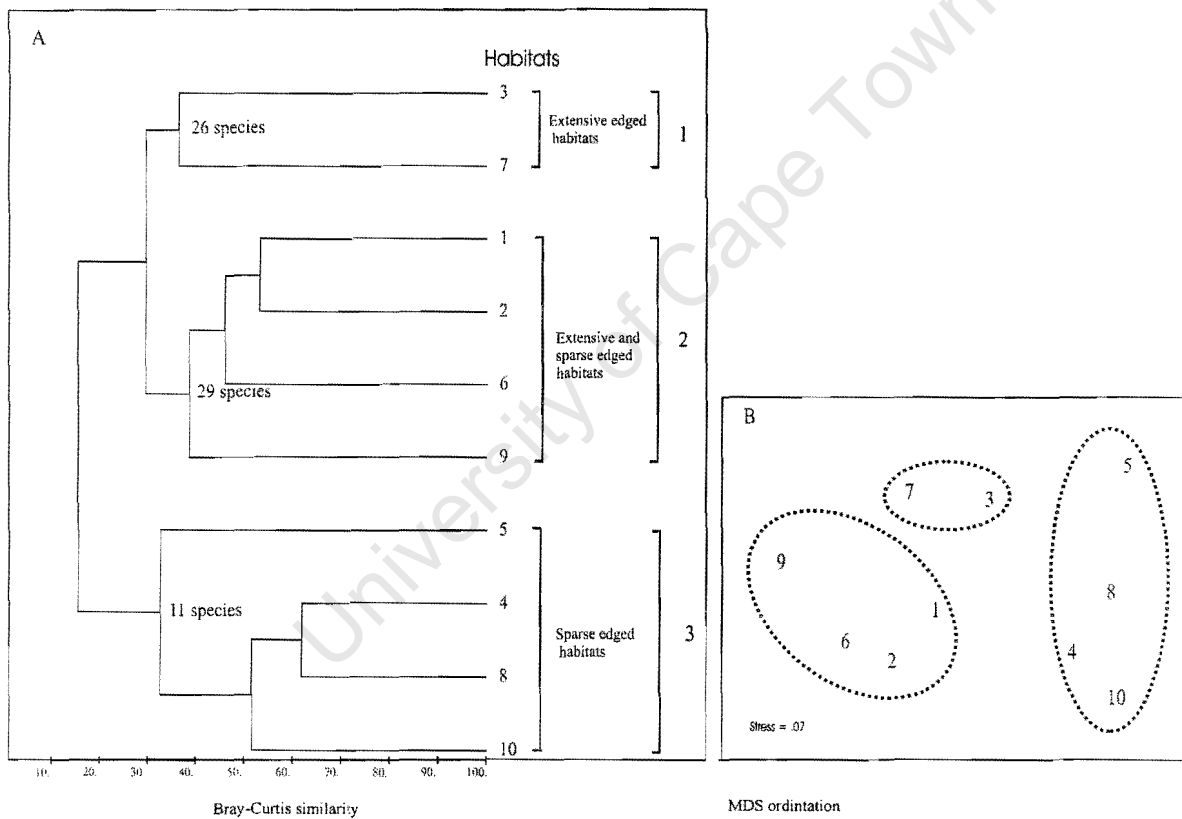 A
Habitats
3
26 species
Extensive edged
habitats
1
7
1
2
Extensive and
sparse edged
habitats
2
6
29 species
9
5
11 species
4
Sparse edged
habitats
3
8
10
10. 20. 30. 40. 50. 60. 70. 80. 90. 100.
Bray-Curtis similarity
B
5
7
3
9
8
1
6
4
2
10
Stress = .07
MDS ordintation
University of Cape Town